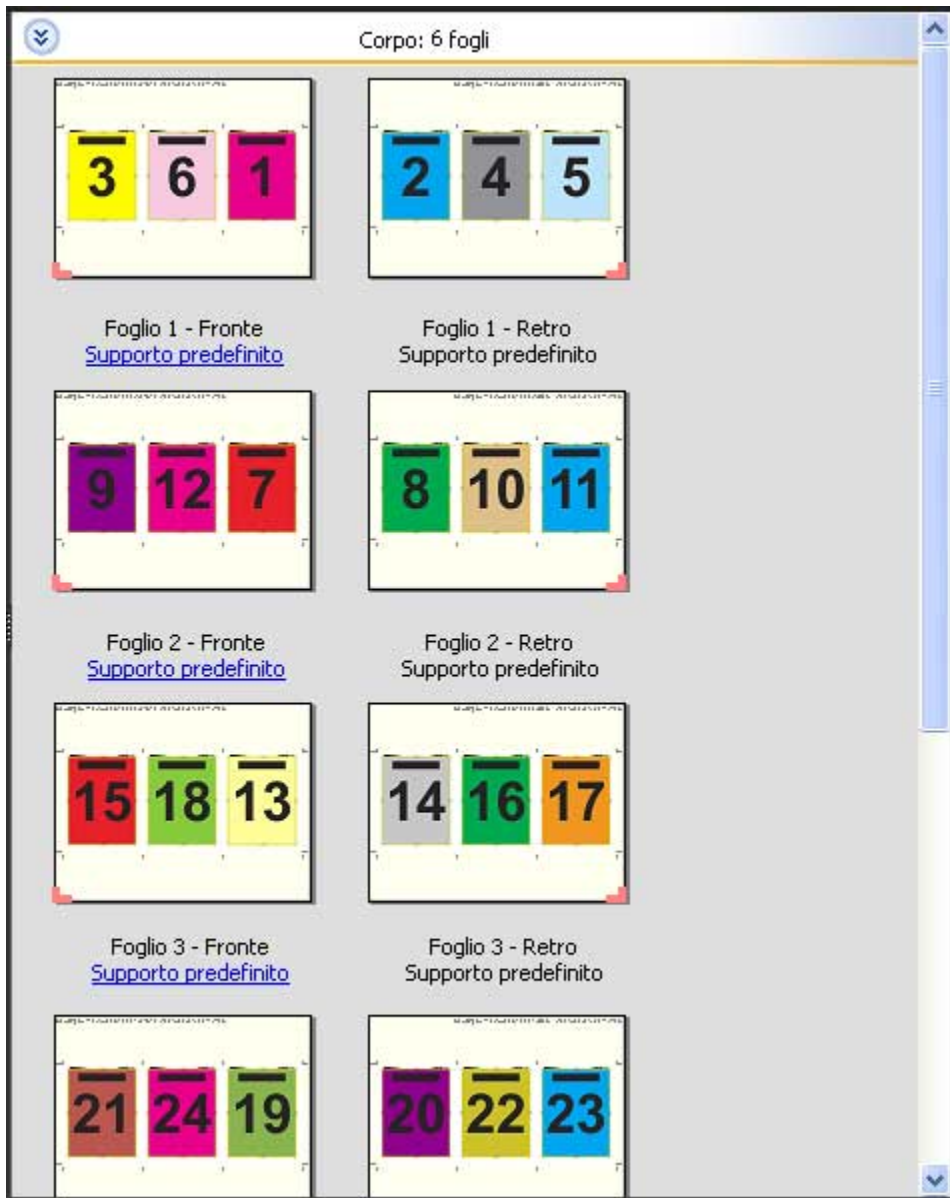 Corpo: 6 fogli
3 6 1
2 4 5
Foglio 1 - Fronte
Supporto predefinito
Foglio 1 - Retro
Supporto predefinito
9 12 7
8 10 11
Foglio 2 - Fronte
Supporto predefinito
Foglio 2 - Retro
Supporto predefinito
15 18 13
14 16 17
Foglio 3 - Fronte
Supporto predefinito
Foglio 3 - Retro
Supporto predefinito
21 24 19
20 22 23